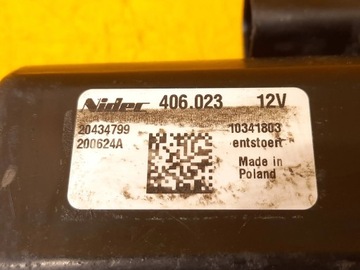 Nidec 406.023 12V
20434799 10341803
200624A entstoert
Made in
Poland